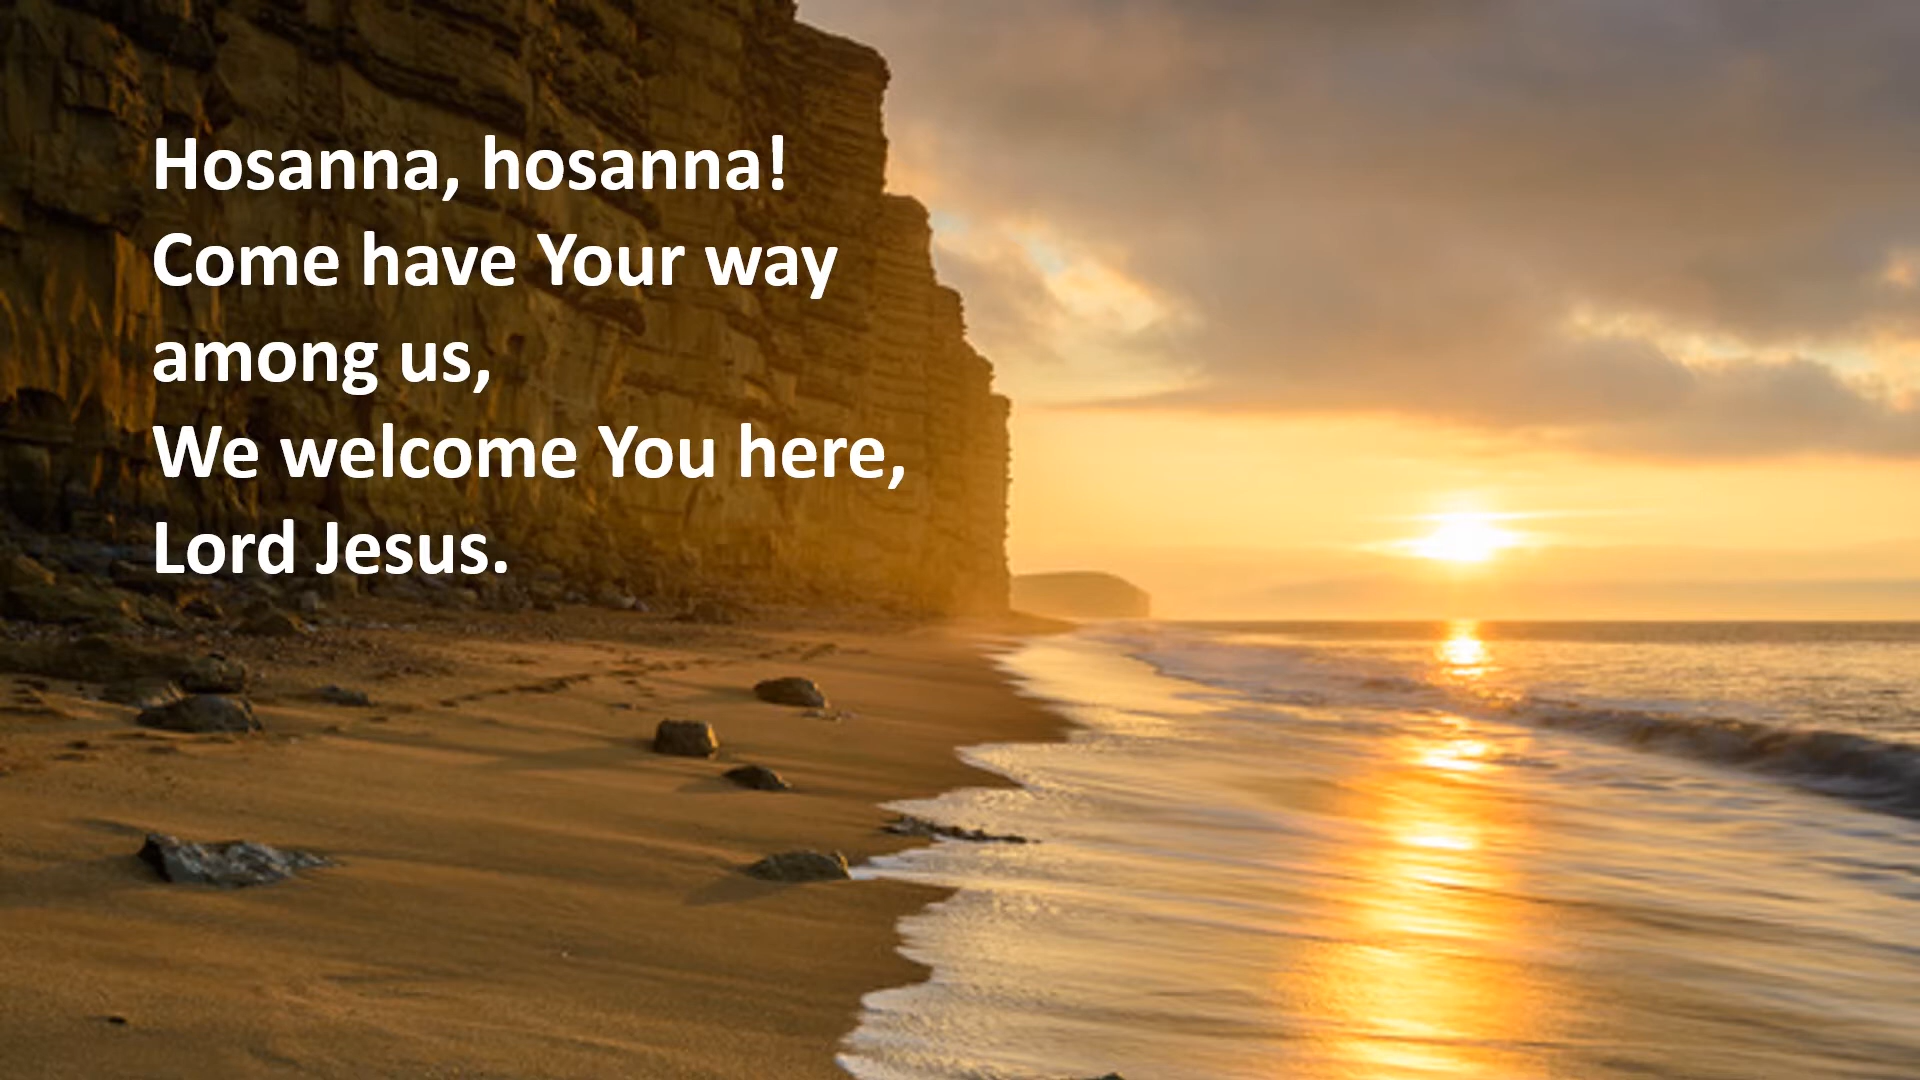 Hosanna, hosanna!
Come have Your way
among us,
We welcome You here,
Lord Jesus.